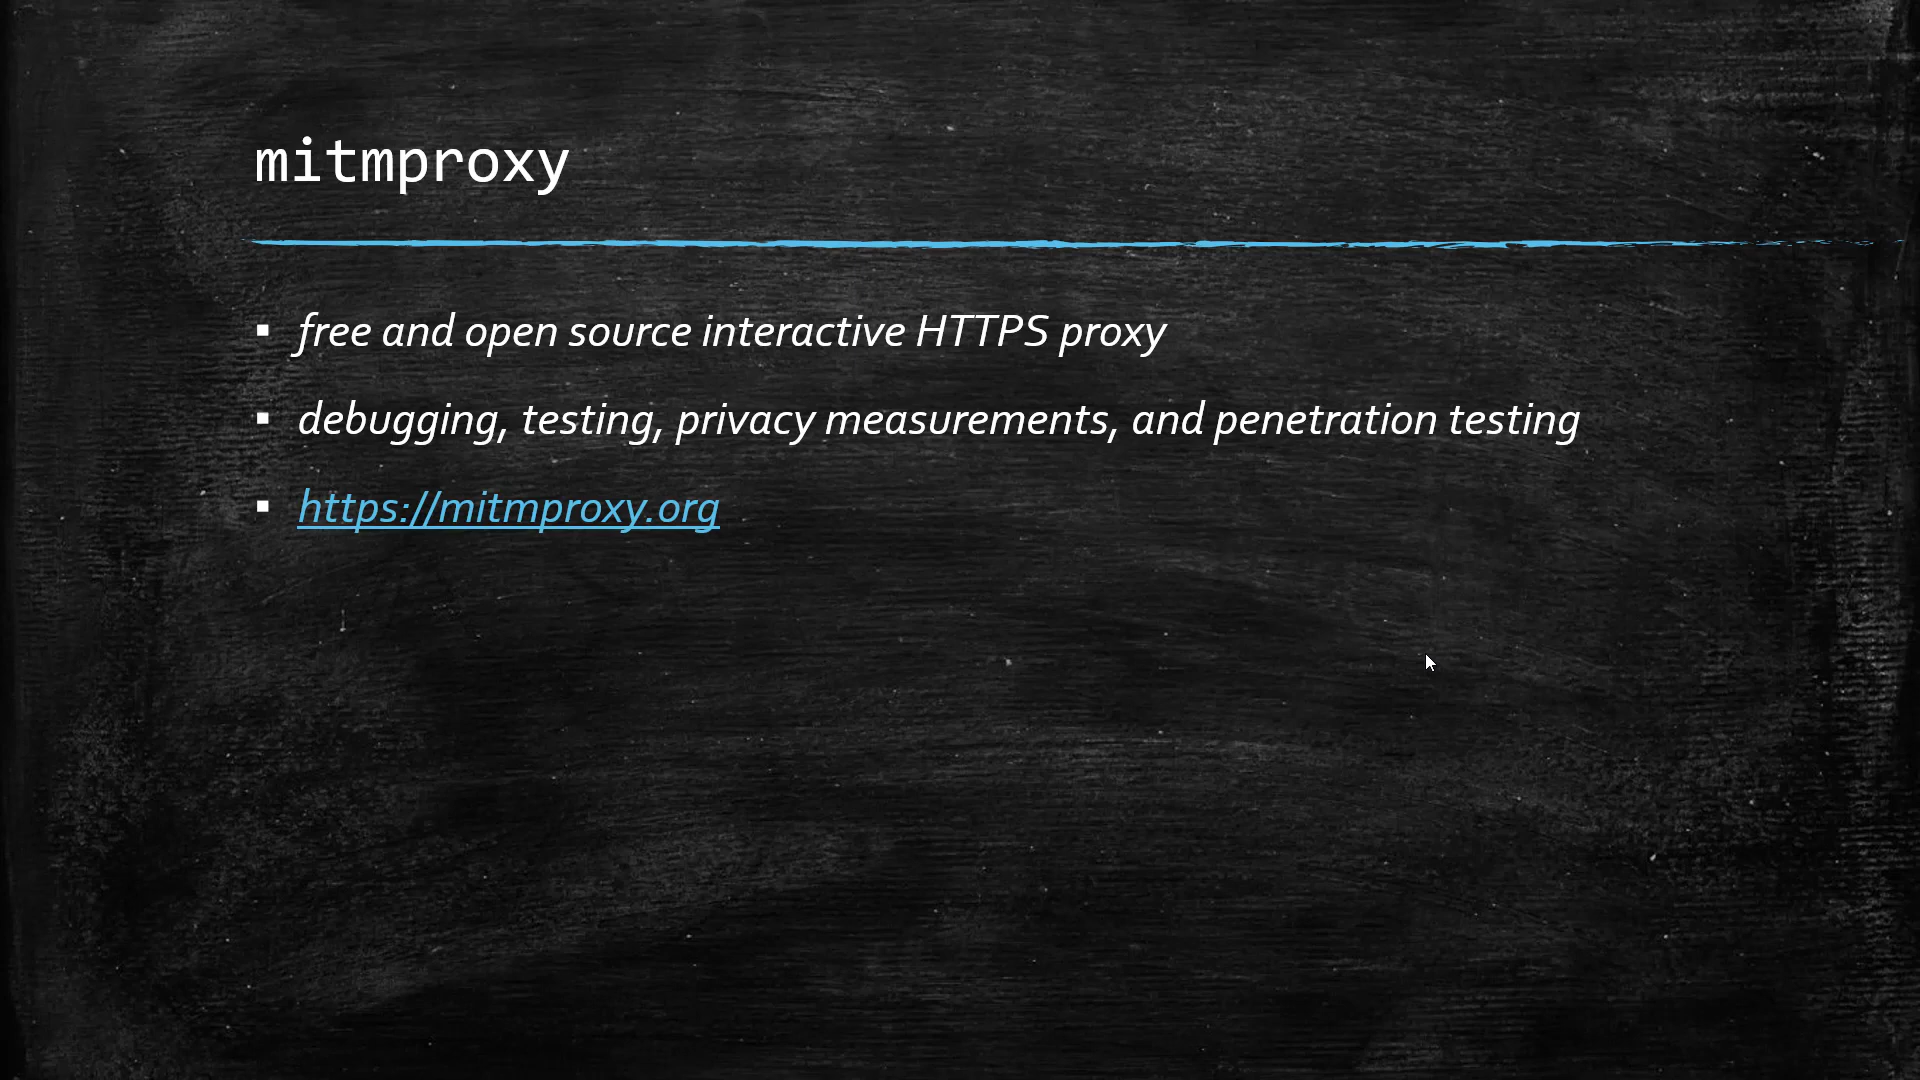 mitmproxy
▪ free and open source interactive HTTPS proxy
▪ debugging, testing, privacy measurements, and penetration testing
▪ https://mitmproxy.org